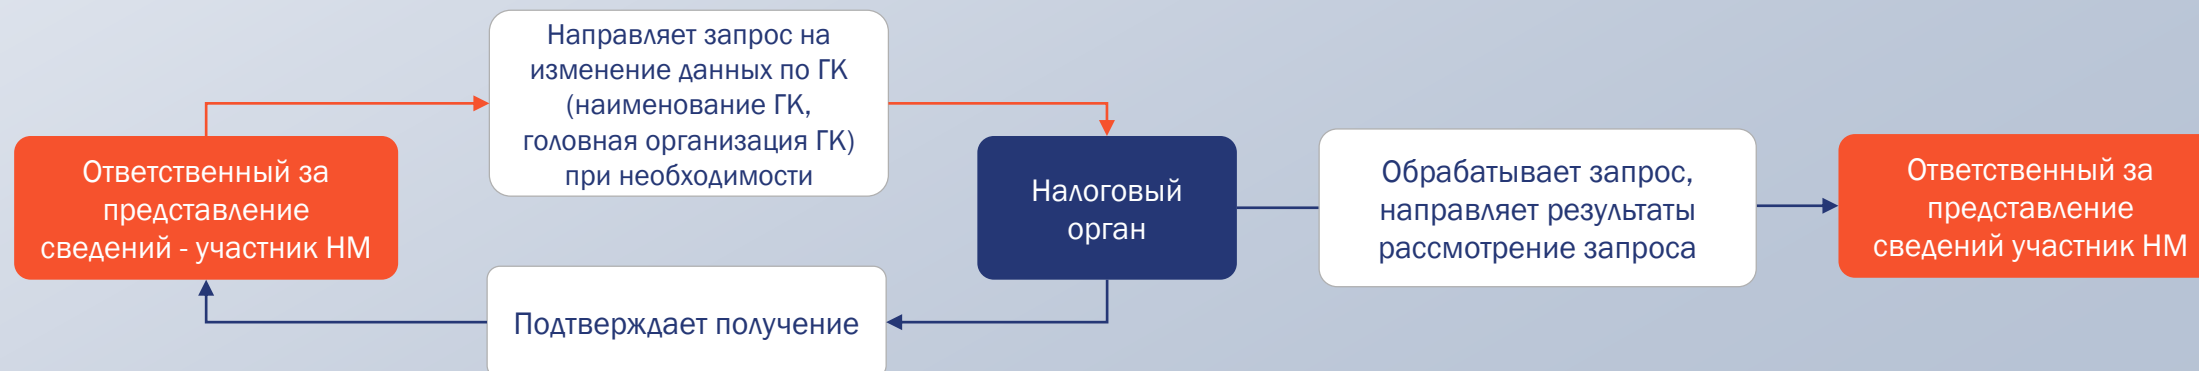 Направляет запрос на
изменение данных по ГК
(наименование ГК,
головная организация ГК)
при необходимости
Ответственный за
представление
сведений - участник НМ
Налоговый
орган
Обрабатывает запрос,
направляет результаты
рассмотрение запроса
Ответственный за
представление
сведений участник НМ
Подтверждает получение